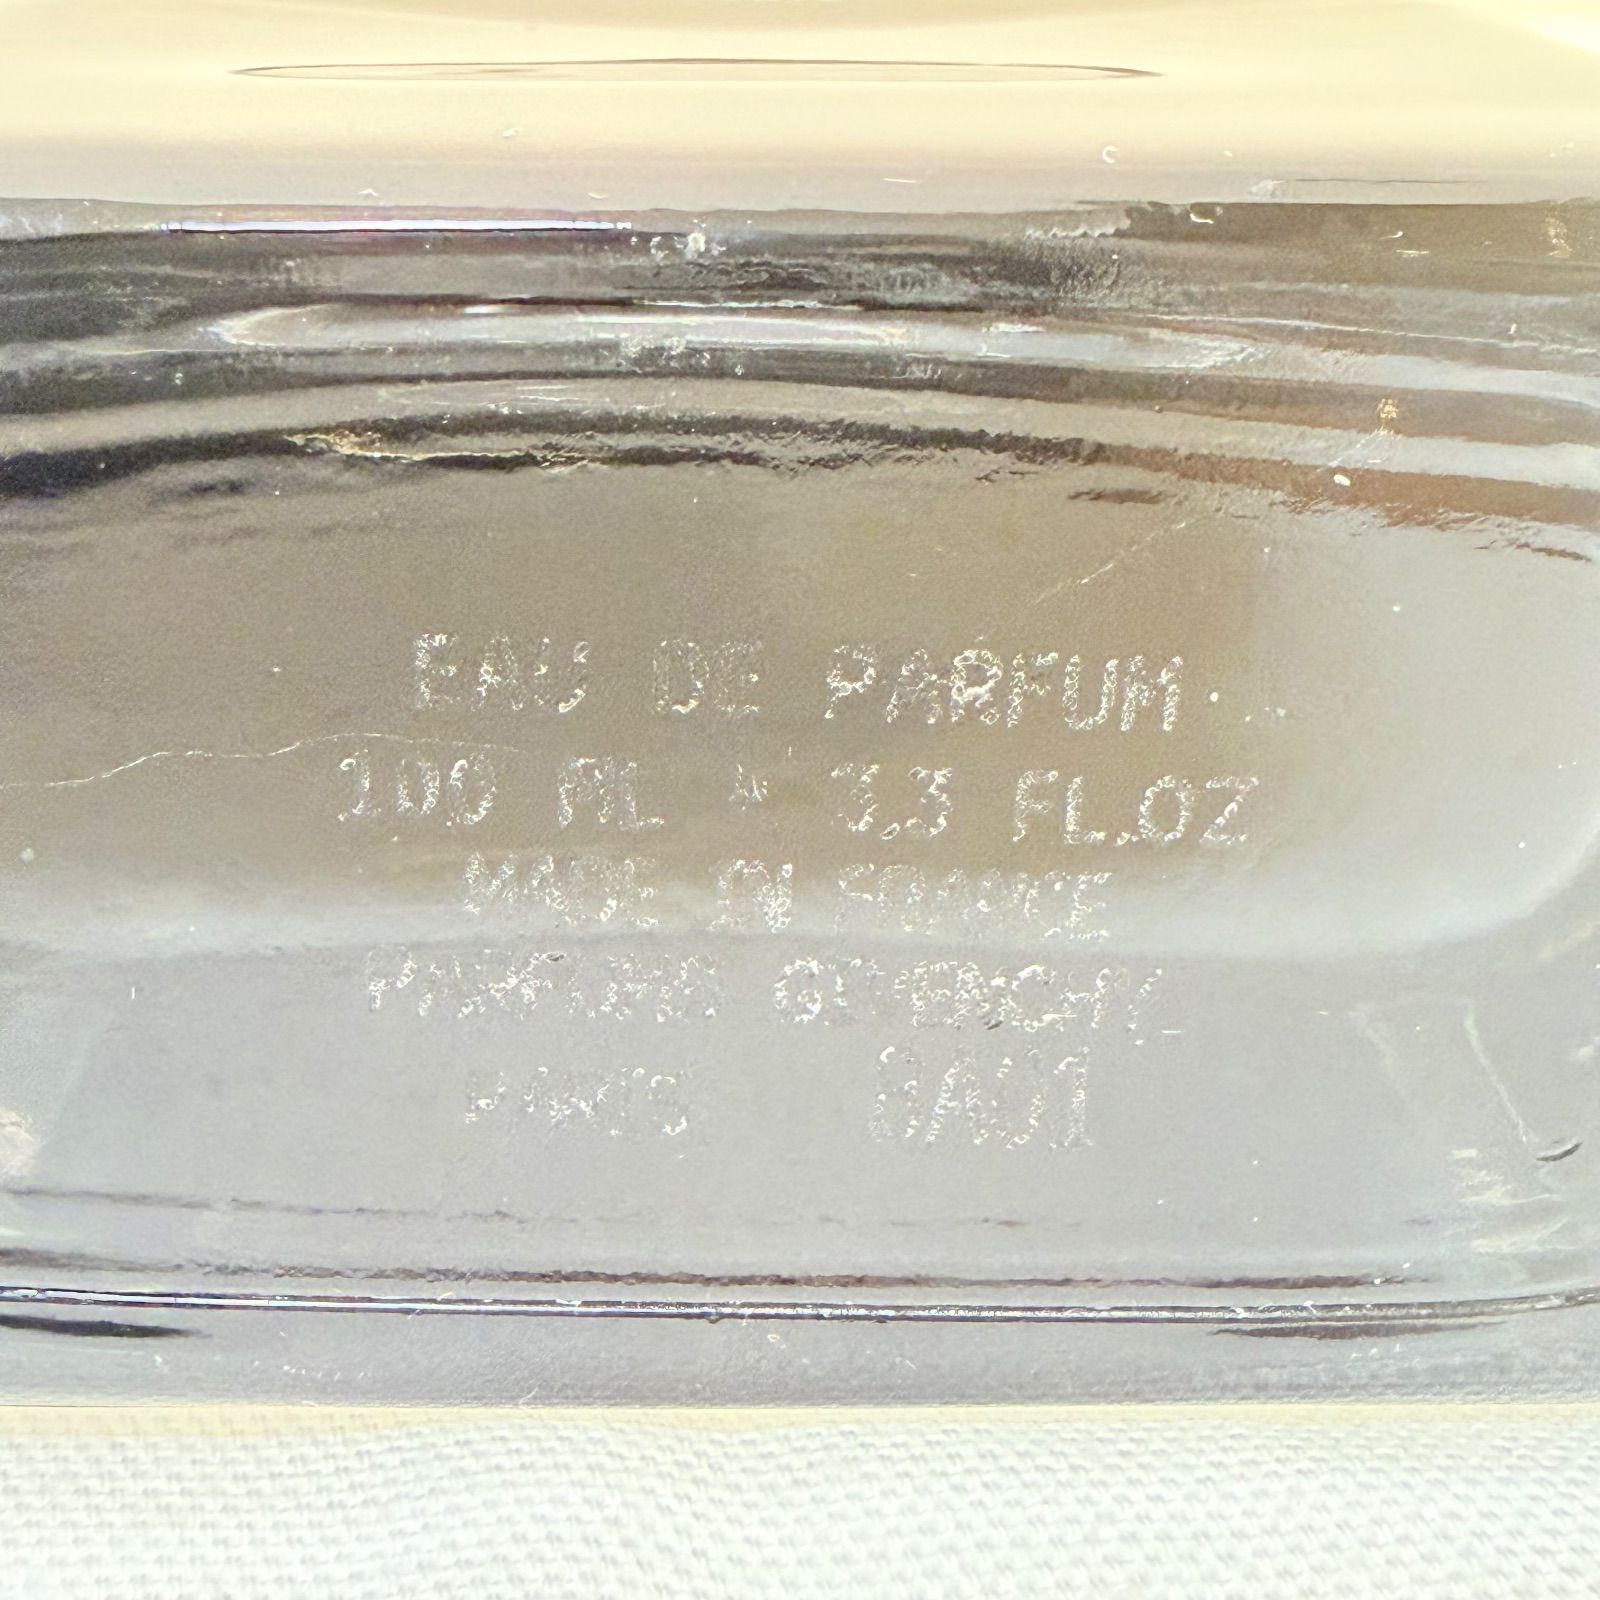 EAU DE PARFUM
100 ML - 3.3 FL.OZ
MADE IN FRANCE
PARFUMS GIVENCHY
PARIS